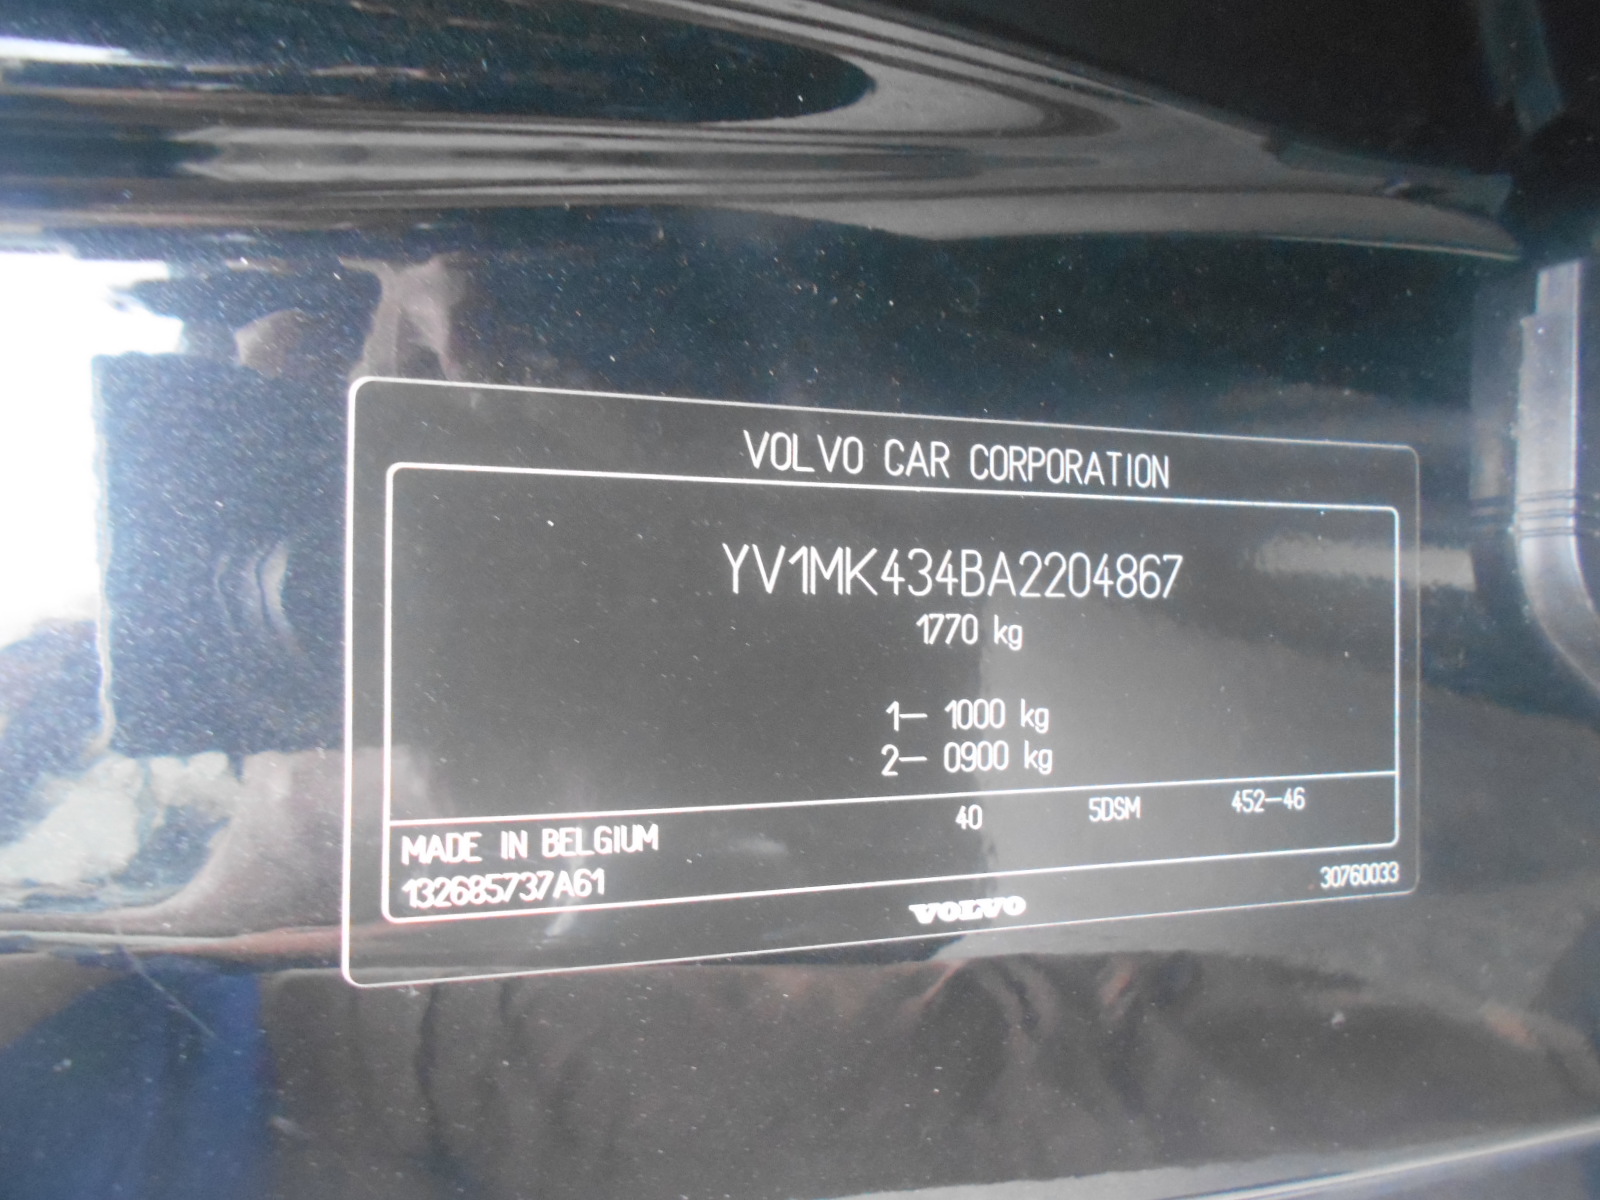 VOLVO CAR CORPORATION
YV1MK434BA2204867
1770 kg
1— 1000 kg
2— 0900 kg
40 5DSM 452-46
MADE IN BELGIUM
132685737A61
30760033
VOLVO